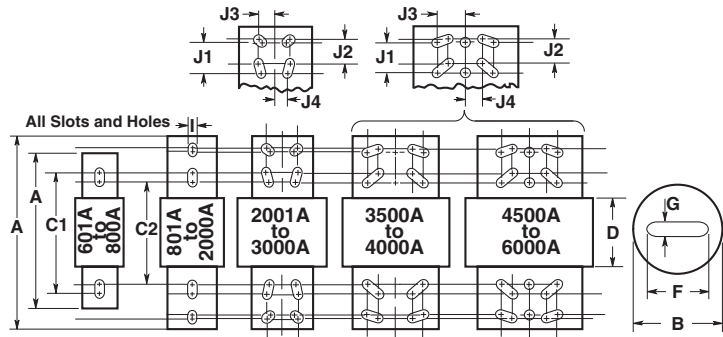 J3
J3
J1
J2
J1
J2
J4
J4
All Slots and Holes
I
A
A
C1
601A
to
800A
C2
801A
to
2000A
2001A
to
3000A
3500A
to
4000A
4500A
to
6000A
D
G
F
B